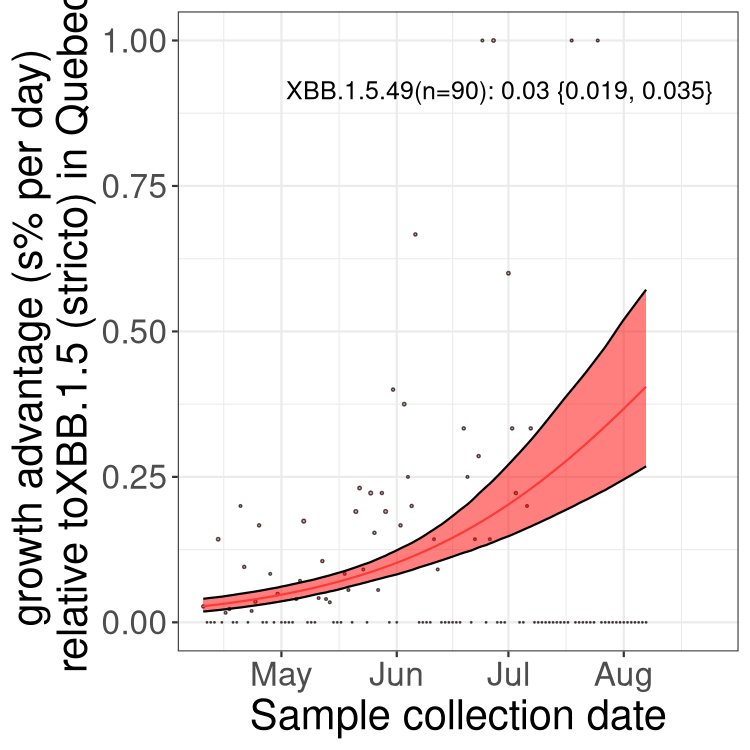 growth advantage (s% per day)
relative toXBB.1.5 (stricto) in Quebec
1.00
0.75
0.50
0.25
0.00
XBB.1.5.49(n=90): 0.03 {0.019, 0.035}
May Jun Jul Aug
Sample collection date